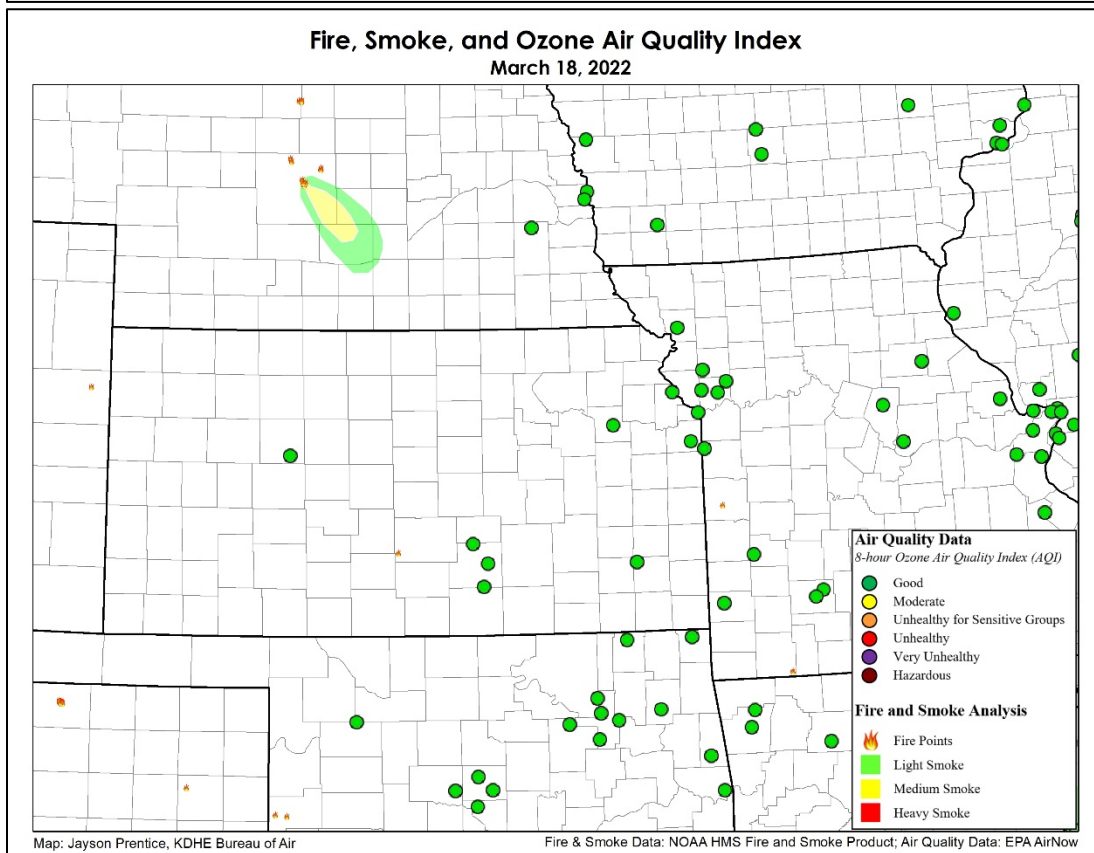 Fire, Smoke, and Ozone Air Quality Index
March 18, 2022
Air Quality Data
8-hour Ozone Air Quality Index (AQI)
Good
Moderate
Unhealthy for Sensitive Groups
Unhealthy
Very Unhealthy
Hazardous
Fire and Smoke Analysis
Fire Points
Light Smoke
Medium Smoke
Heavy Smoke
Map: Jayson Prentice, KDHE Bureau of Air
Fire & Smoke Data: NOAA HMS Fire and Smoke Product; Air Quality Data: EPA AirNow